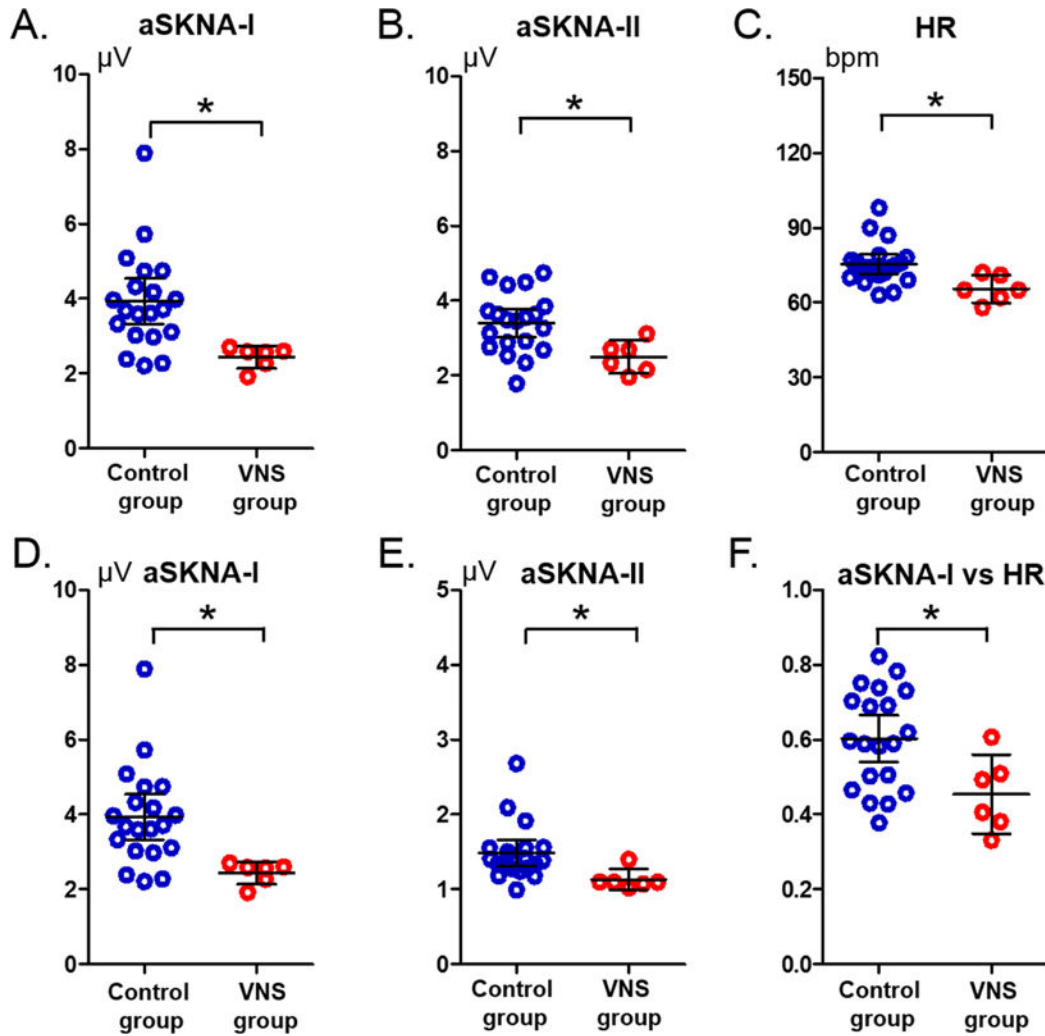 A. aSKNA-I
µV
10
8
6
4
2
0
*
Control group
VNS group
B. aSKNA-II
µV
10
8
6
4
2
0
*
Control group
VNS group
C. HR
bpm
150
120
90
60
30
0
*
Control group
VNS group
D. µV aSKNA-I
10
8
6
4
2
0
*
Control group
VNS group
E. µV aSKNA-II
5
4
3
2
1
0
*
Control group
VNS group
F. aSKNA-I vs HR
1.0
0.8
0.6
0.4
0.2
0.0
*
Control group
VNS group